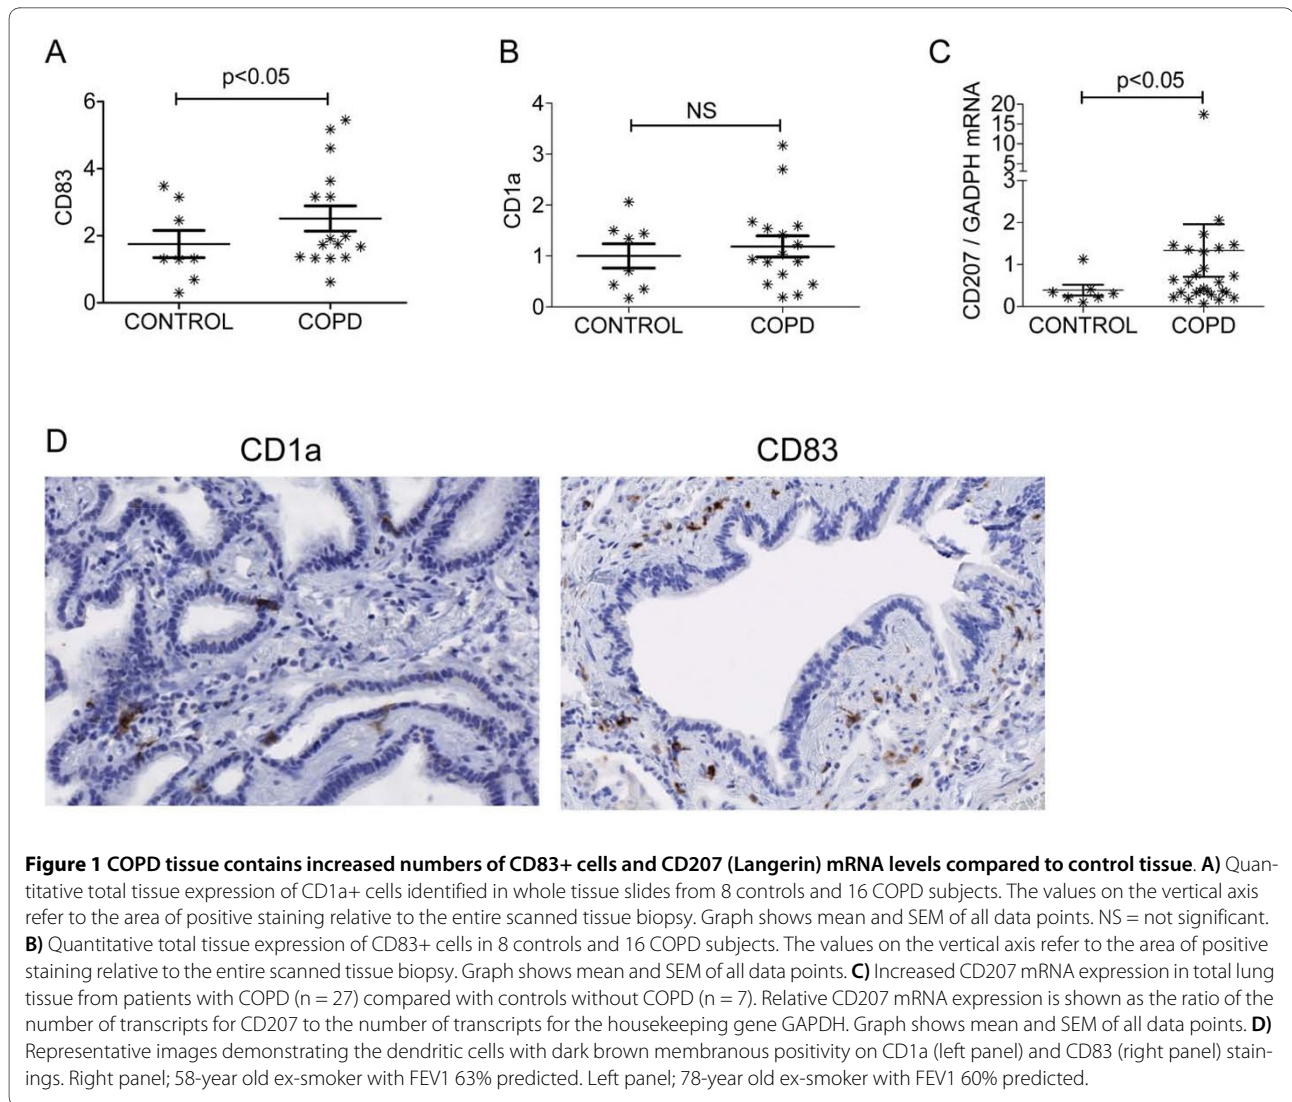 A
p<0.05
CD83
6
4
2
0
CONTROL COPD
B
NS
CD1a
4
3
2
1
0
CONTROL COPD
C
p<0.05
CD207 / GADPH mRNA
20
15
10
5
3
3
2
1
0
CONTROL COPD
D
CD1a CD83
Figure 1 COPD tissue contains increased numbers of CD83+ cells and CD207 (Langerin) mRNA levels compared to control tissue. A) Quan-
titative total tissue expression of CD1a+ cells identified in whole tissue slides from 8 controls and 16 COPD subjects. The values on the vertical axis
refer to the area of positive staining relative to the entire scanned tissue biopsy. Graph shows mean and SEM of all data points. NS = not significant.
B) Quantitative total tissue expression of CD83+ cells in 8 controls and 16 COPD subjects. The values on the vertical axis refer to the area of positive
staining relative to the entire scanned tissue biopsy. Graph shows mean and SEM of all data points. C) Increased CD207 mRNA expression in total lung
tissue from patients with COPD (n = 27) compared with controls without COPD (n = 7). Relative CD207 mRNA expression is shown as the ratio of the
number of transcripts for CD207 to the number of transcripts for the housekeeping gene GAPDH. Graph shows mean and SEM of all data points. D)
Representative images demonstrating the dendritic cells with dark brown membranous positivity on CD1a (left panel) and CD83 (right panel) stain-
ings. Right panel; 58-year old ex-smoker with FEV1 63% predicted. Left panel; 78-year old ex-smoker with FEV1 60% predicted.